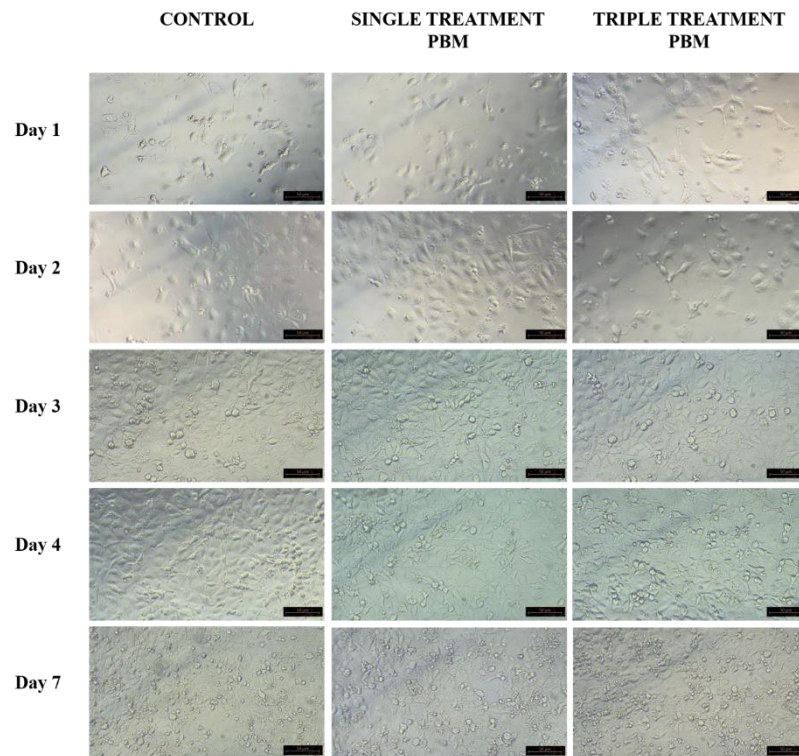 CONTROL
SINGLE TREATMENT
PBM
TRIPLE TREATMENT
PBM
Day 1
Day 2
Day 3
Day 4
Day 7